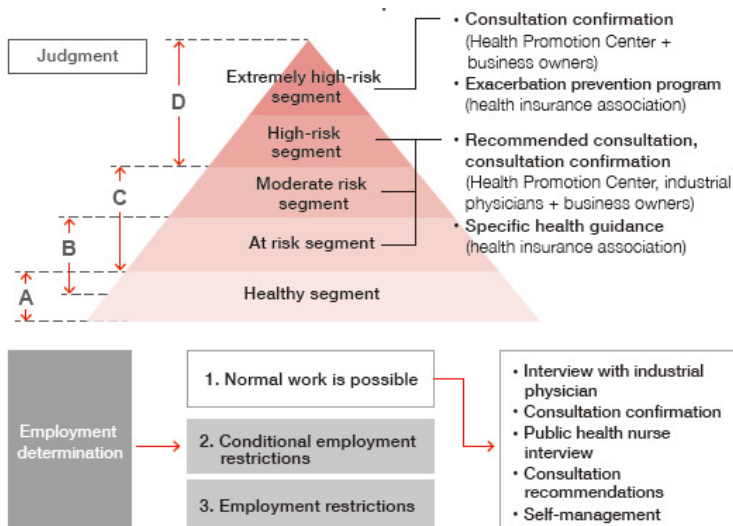 Judgment
D
C
B
A
Extremely high-risk
segment
High-risk
segment
Moderate risk
segment
At risk segment
Healthy segment
• Consultation confirmation
(Health Promotion Center +
business owners)
• Exacerbation prevention program
(health insurance association)
• Recommended consultation,
consultation confirmation
(Health Promotion Center, industrial
physicians + business owners)
• Specific health guidance
(health insurance association)
Employment
determination
1. Normal work is possible
2. Conditional employment
restrictions
3. Employment restrictions
• Interview with industrial
physician
• Consultation confirmation
• Public health nurse
interview
• Consultation
recommendations
• Self-management